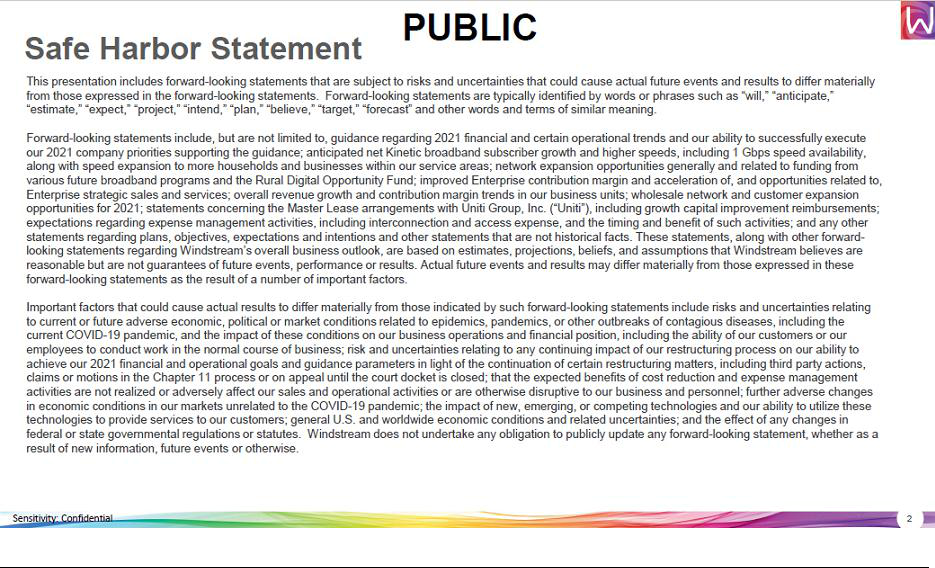 PUBLIC
W
Safe Harbor Statement
This presentation includes forward-looking statements that are subject to risks and uncertainties that could cause actual future events and results to differ materially
from those expressed in the forward-looking statements.  Forward-looking statements are typically identified by words or phrases such as “will,” “anticipate,”
“estimate,” “expect,” “project,” “intend,” “plan,” “believe,” “target,” “forecast” and other words and terms of similar meaning.
Forward-looking statements include, but are not limited to, guidance regarding 2021 financial and certain operational trends and our ability to successfully execute
our 2021 company priorities supporting the guidance; anticipated net Kinetic broadband subscriber growth and higher speeds, including 1 Gbps speed availability,
along with speed expansion to more households and businesses within our service areas; network expansion opportunities generally and related to funding from
various future broadband programs and the Rural Digital Opportunity Fund; improved Enterprise contribution margin and acceleration of, and opportunities related to,
Enterprise strategic sales and services; overall revenue growth and contribution margin trends in our business units; wholesale network and customer expansion
opportunities for 2021; statements concerning the Master Lease arrangements with Uniti Group, Inc. (“Uniti”), including growth capital improvement reimbursements;
expectations regarding expense management activities, including interconnection and access expense, and the timing and benefit of such activities; and any other
statements regarding plans, objectives, expectations and intentions and other statements that are not historical facts. These statements, along with other forward-
looking statements regarding Windstream’s overall business outlook, are based on estimates, projections, beliefs, and assumptions that Windstream believes are
reasonable but are not guarantees of future events, performance or results. Actual future events and results may differ materially from those expressed in these
forward-looking statements as the result of a number of important factors.
Important factors that could cause actual results to differ materially from those indicated by such forward-looking statements include risks and uncertainties relating
to current or future adverse economic, political or market conditions related to epidemics, pandemics, or other outbreaks of contagious diseases, including the
current COVID-19 pandemic, and the impact of these conditions on our business operations and financial position, including the ability of our customers or our
employees to conduct work in the normal course of business; risk and uncertainties relating to any continuing impact of our restructuring process on our ability to
achieve our 2021 financial and operational goals and guidance parameters in light of the continuation of certain restructuring matters, including third party actions,
claims or motions in the Chapter 11 process or on appeal until the court docket is closed; that the expected benefits of cost reduction and expense management
activities are not realized or adversely affect our sales and operational activities or are otherwise disruptive to our business and personnel; further adverse changes
in economic conditions in our markets unrelated to the COVID-19 pandemic; the impact of new, emerging, or competing technologies and our ability to utilize these
technologies to provide services to our customers; general U.S. and worldwide economic conditions and related uncertainties; and the effect of any changes in
federal or state governmental regulations or statutes.  Windstream does not undertake any obligation to publicly update any forward-looking statement, whether as a
result of new information, future events or otherwise.
Sensitivity: Confidential
2